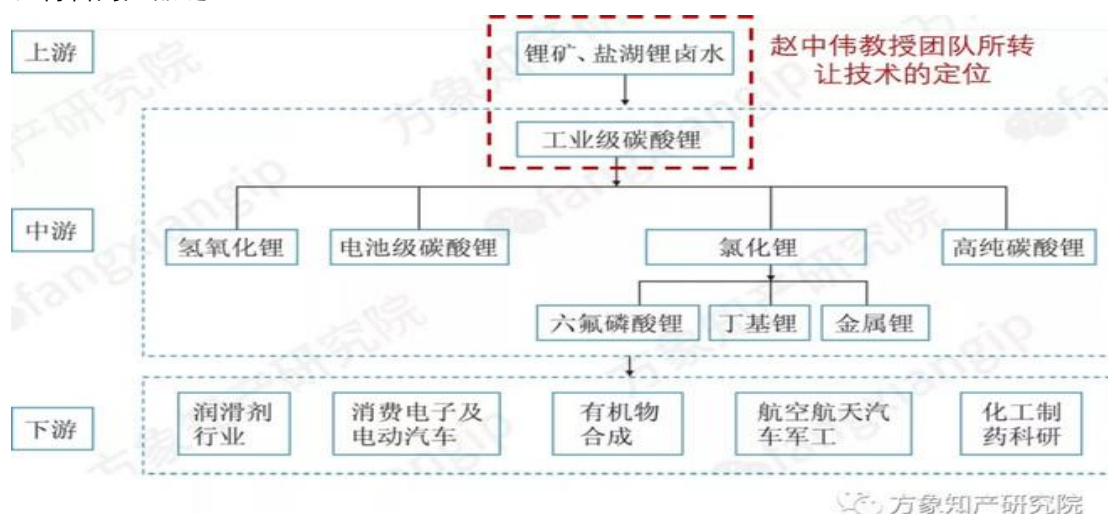 上游
锂矿、盐湖锂卤水
赵中伟教授团队所转
让技术的定位
工业级碳酸锂
中游
氢氧化锂
电池级碳酸锂
氯化锂
高纯碳酸锂
六氟磷酸锂
丁基锂
金属锂
下游
润滑剂
行业
消费电子及
电动汽车
有机物
合成
航空航天汽
车军工
化工制
药科研
方象知产研究院